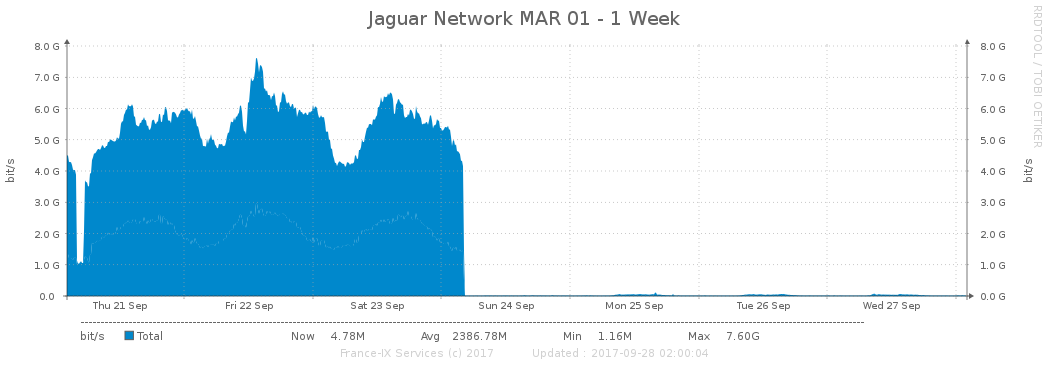 Jaguar Network MAR 01 - 1 Week
RRDTOOL / TOBI OETIKER
8.0 G 8.0 G
7.0 G 7.0 G
6.0 G 6.0 G
5.0 G 5.0 G
4.0 G 4.0 G
3.0 G 3.0 G
2.0 G 2.0 G
1.0 G 1.0 G
0.0 0.0 G
bit/s bit/s
Thu 21 Sep Fri 22 Sep Sat 23 Sep Sun 24 Sep Mon 25 Sep Tue 26 Sep Wed 27 Sep
bit/s Total Now 4.78M Avg 2386.78M Min 1.16M Max 7.60G
France-IX Services (c) 2017 Updated : 2017-09-28 02:00:04